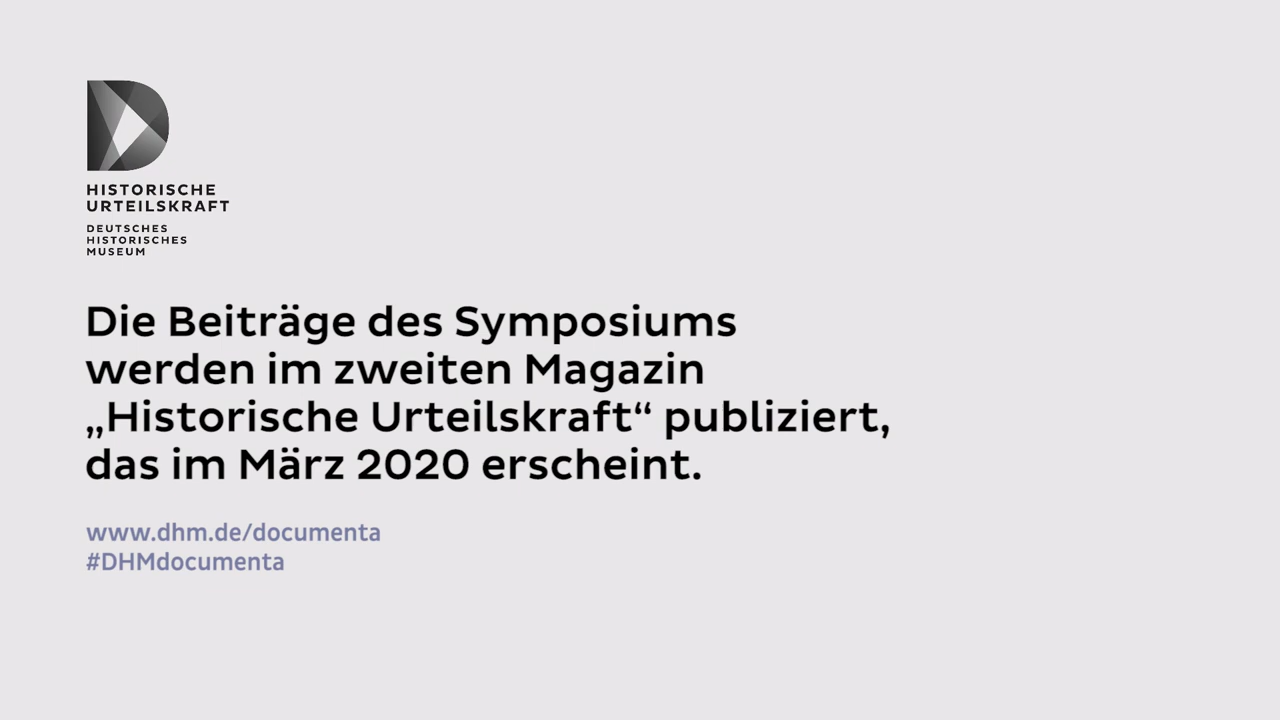 HISTORISCHE
URTEILSKRAFT
DEUTSCHES
HISTORISCHES
MUSEUM
Die Beiträge des Symposiums
werden im zweiten Magazin
„Historische Urteilskraft“ publiziert,
das im März 2020 erscheint.
www.dhm.de/documenta
#DHMdocumenta